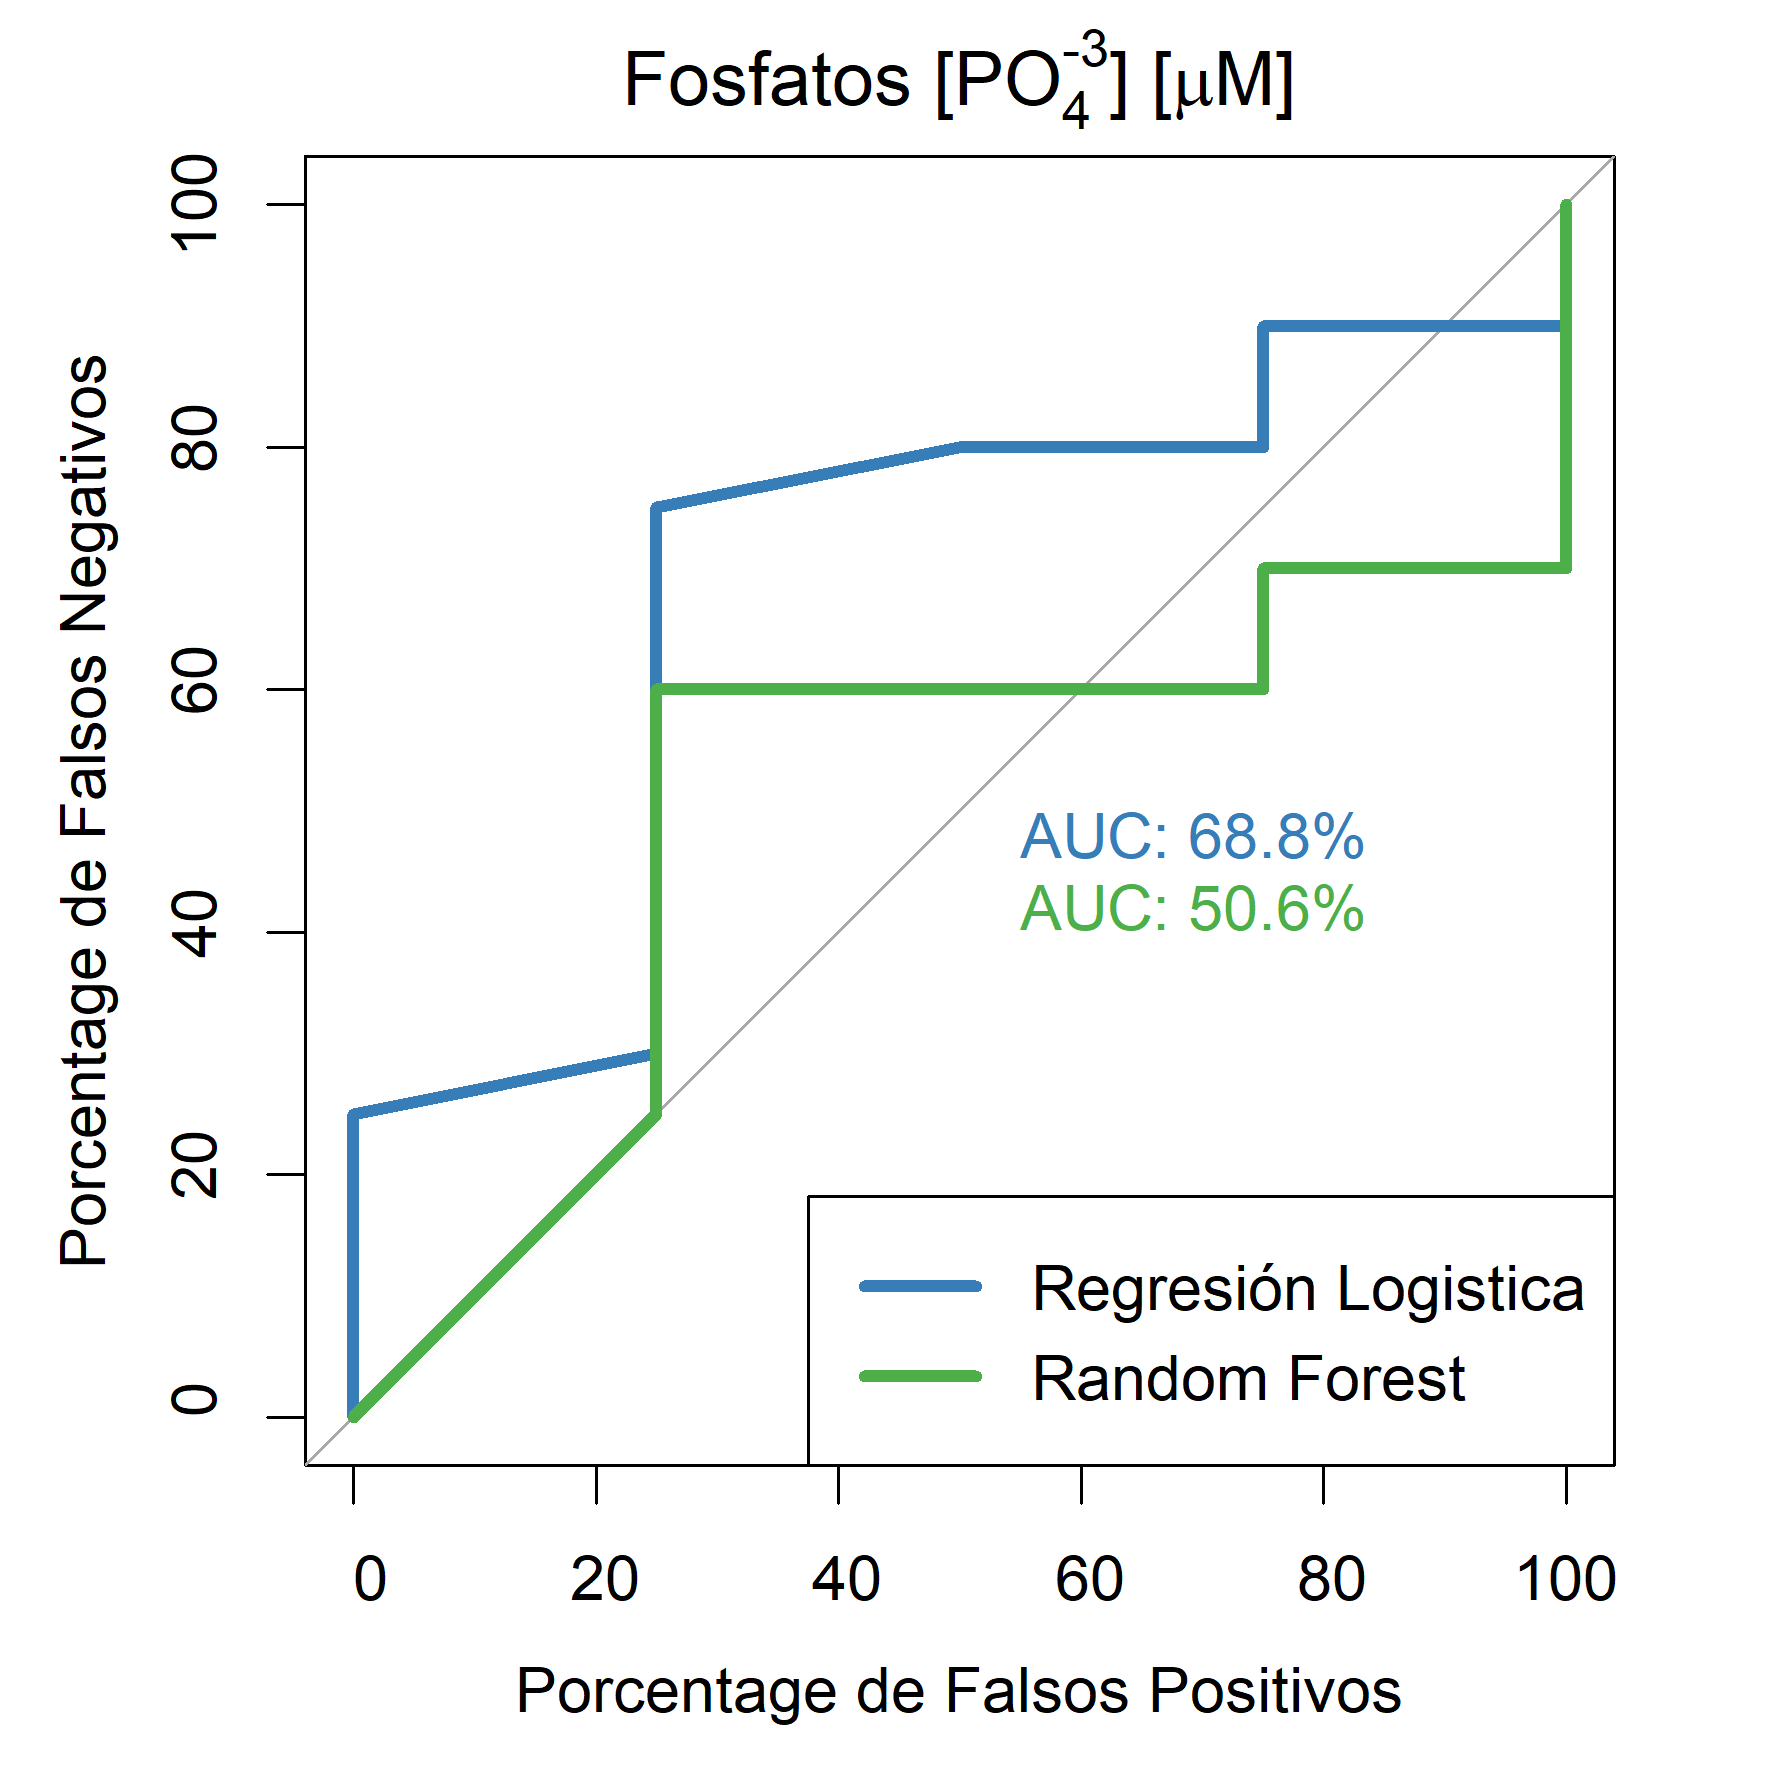 Fosfatos [PO₄⁻³] [μM]
Porcentage de Falsos Negativos
100
80
60
40
20
0
AUC: 68.8%
AUC: 50.6%
Regresión Logistica
Random Forest
0 20 40 60 80 100
Porcentage de Falsos Positivos